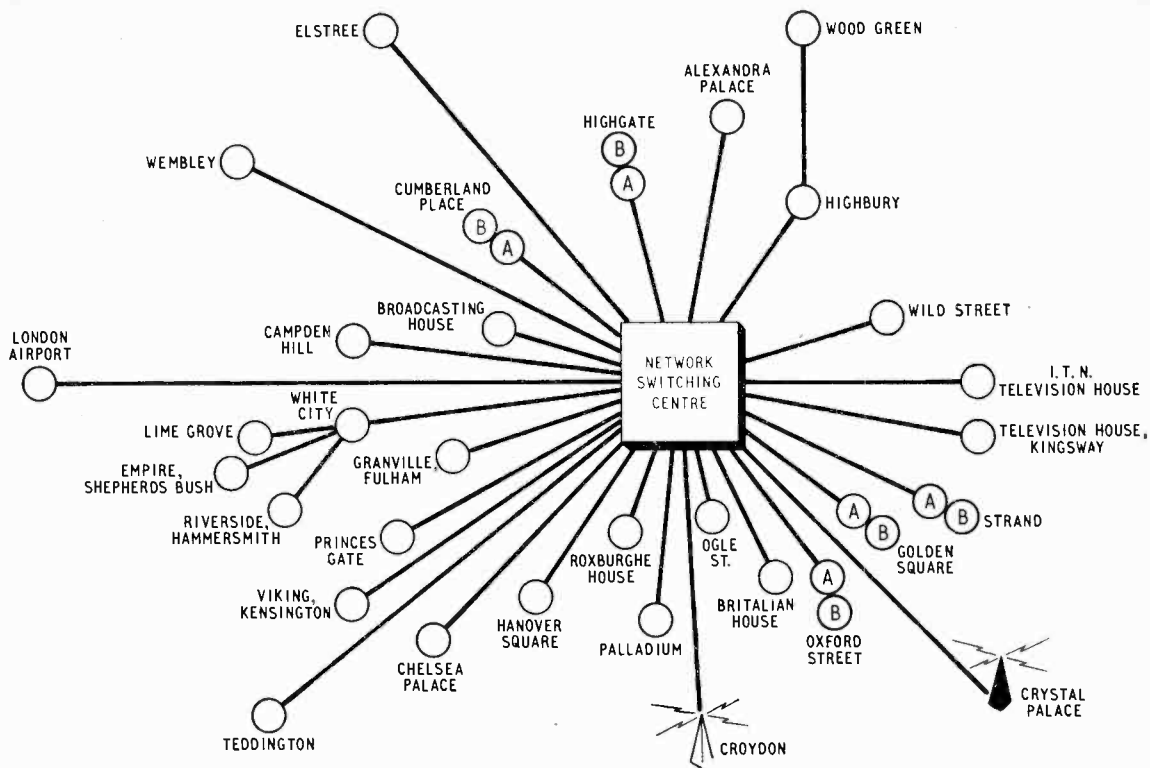 ELSTREE
WOOD GREEN
ALEXANDRA
PALACE
HIGHGATE
B
A
WEMBLEY
CUMBERLAND
PLACE
B
A
HIGHBURY
BROADCASTING
HOUSE
WILD STREET
CAMPDEN
HILL
LONDON
AIRPORT
NETWORK
SWITCHING
CENTRE
I.T.N.
TELEVISION HOUSE
WHITE
CITY
LIME GROVE
TELEVISION HOUSE,
KINGSWAY
EMPIRE,
SHEPHERDS BUSH
GRANVILLE,
FULHAM
RIVERSIDE,
HAMMERSMITH
A
B
STRAND
A
B
GOLDEN
SQUARE
PRINCES
GATE
ROXBURGHE
HOUSE
OGLE
ST.
VIKING,
KENSINGTON
HANOVER
SQUARE
BRITALIAN
HOUSE
A
B
OXFORD
STREET
PALLADIUM
CHELSEA
PALACE
CRYSTAL
PALACE
TEDDINGTON
CROYDON